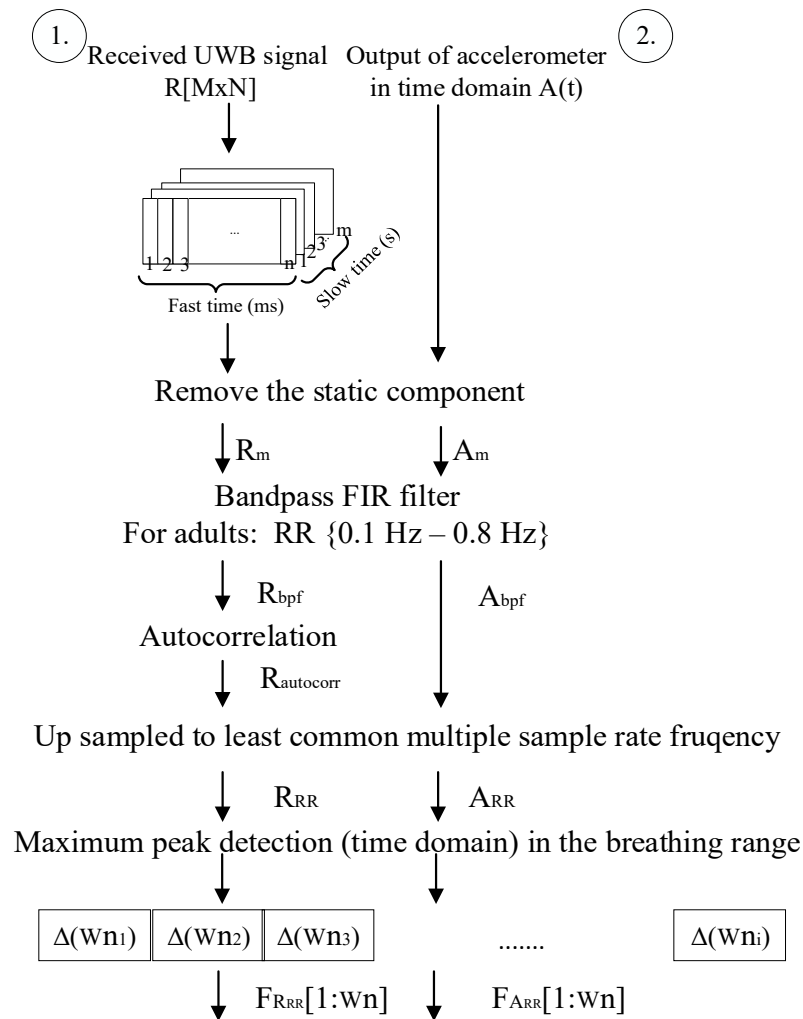 1.
Received UWB signal
R[MxN]
Output of accelerometer
in time domain A(t)
2.
...
1 2 3 n
1 2 3.. m
Fast time (ms)
Slow time (s)
Remove the static component
Rm
Am
Bandpass FIR filter
For adults: RR {0.1 Hz – 0.8 Hz}
Rbpf
Abpf
Autocorrelation
Rautocorr
Up sampled to least common multiple sample rate fruqency
RRR
ARR
Maximum peak detection (time domain) in the breathing range
Δ(wn1) Δ(wn2) Δ(wn3) ....... Δ(wni)
FRRR[1:wn]
FARR[1:wn]